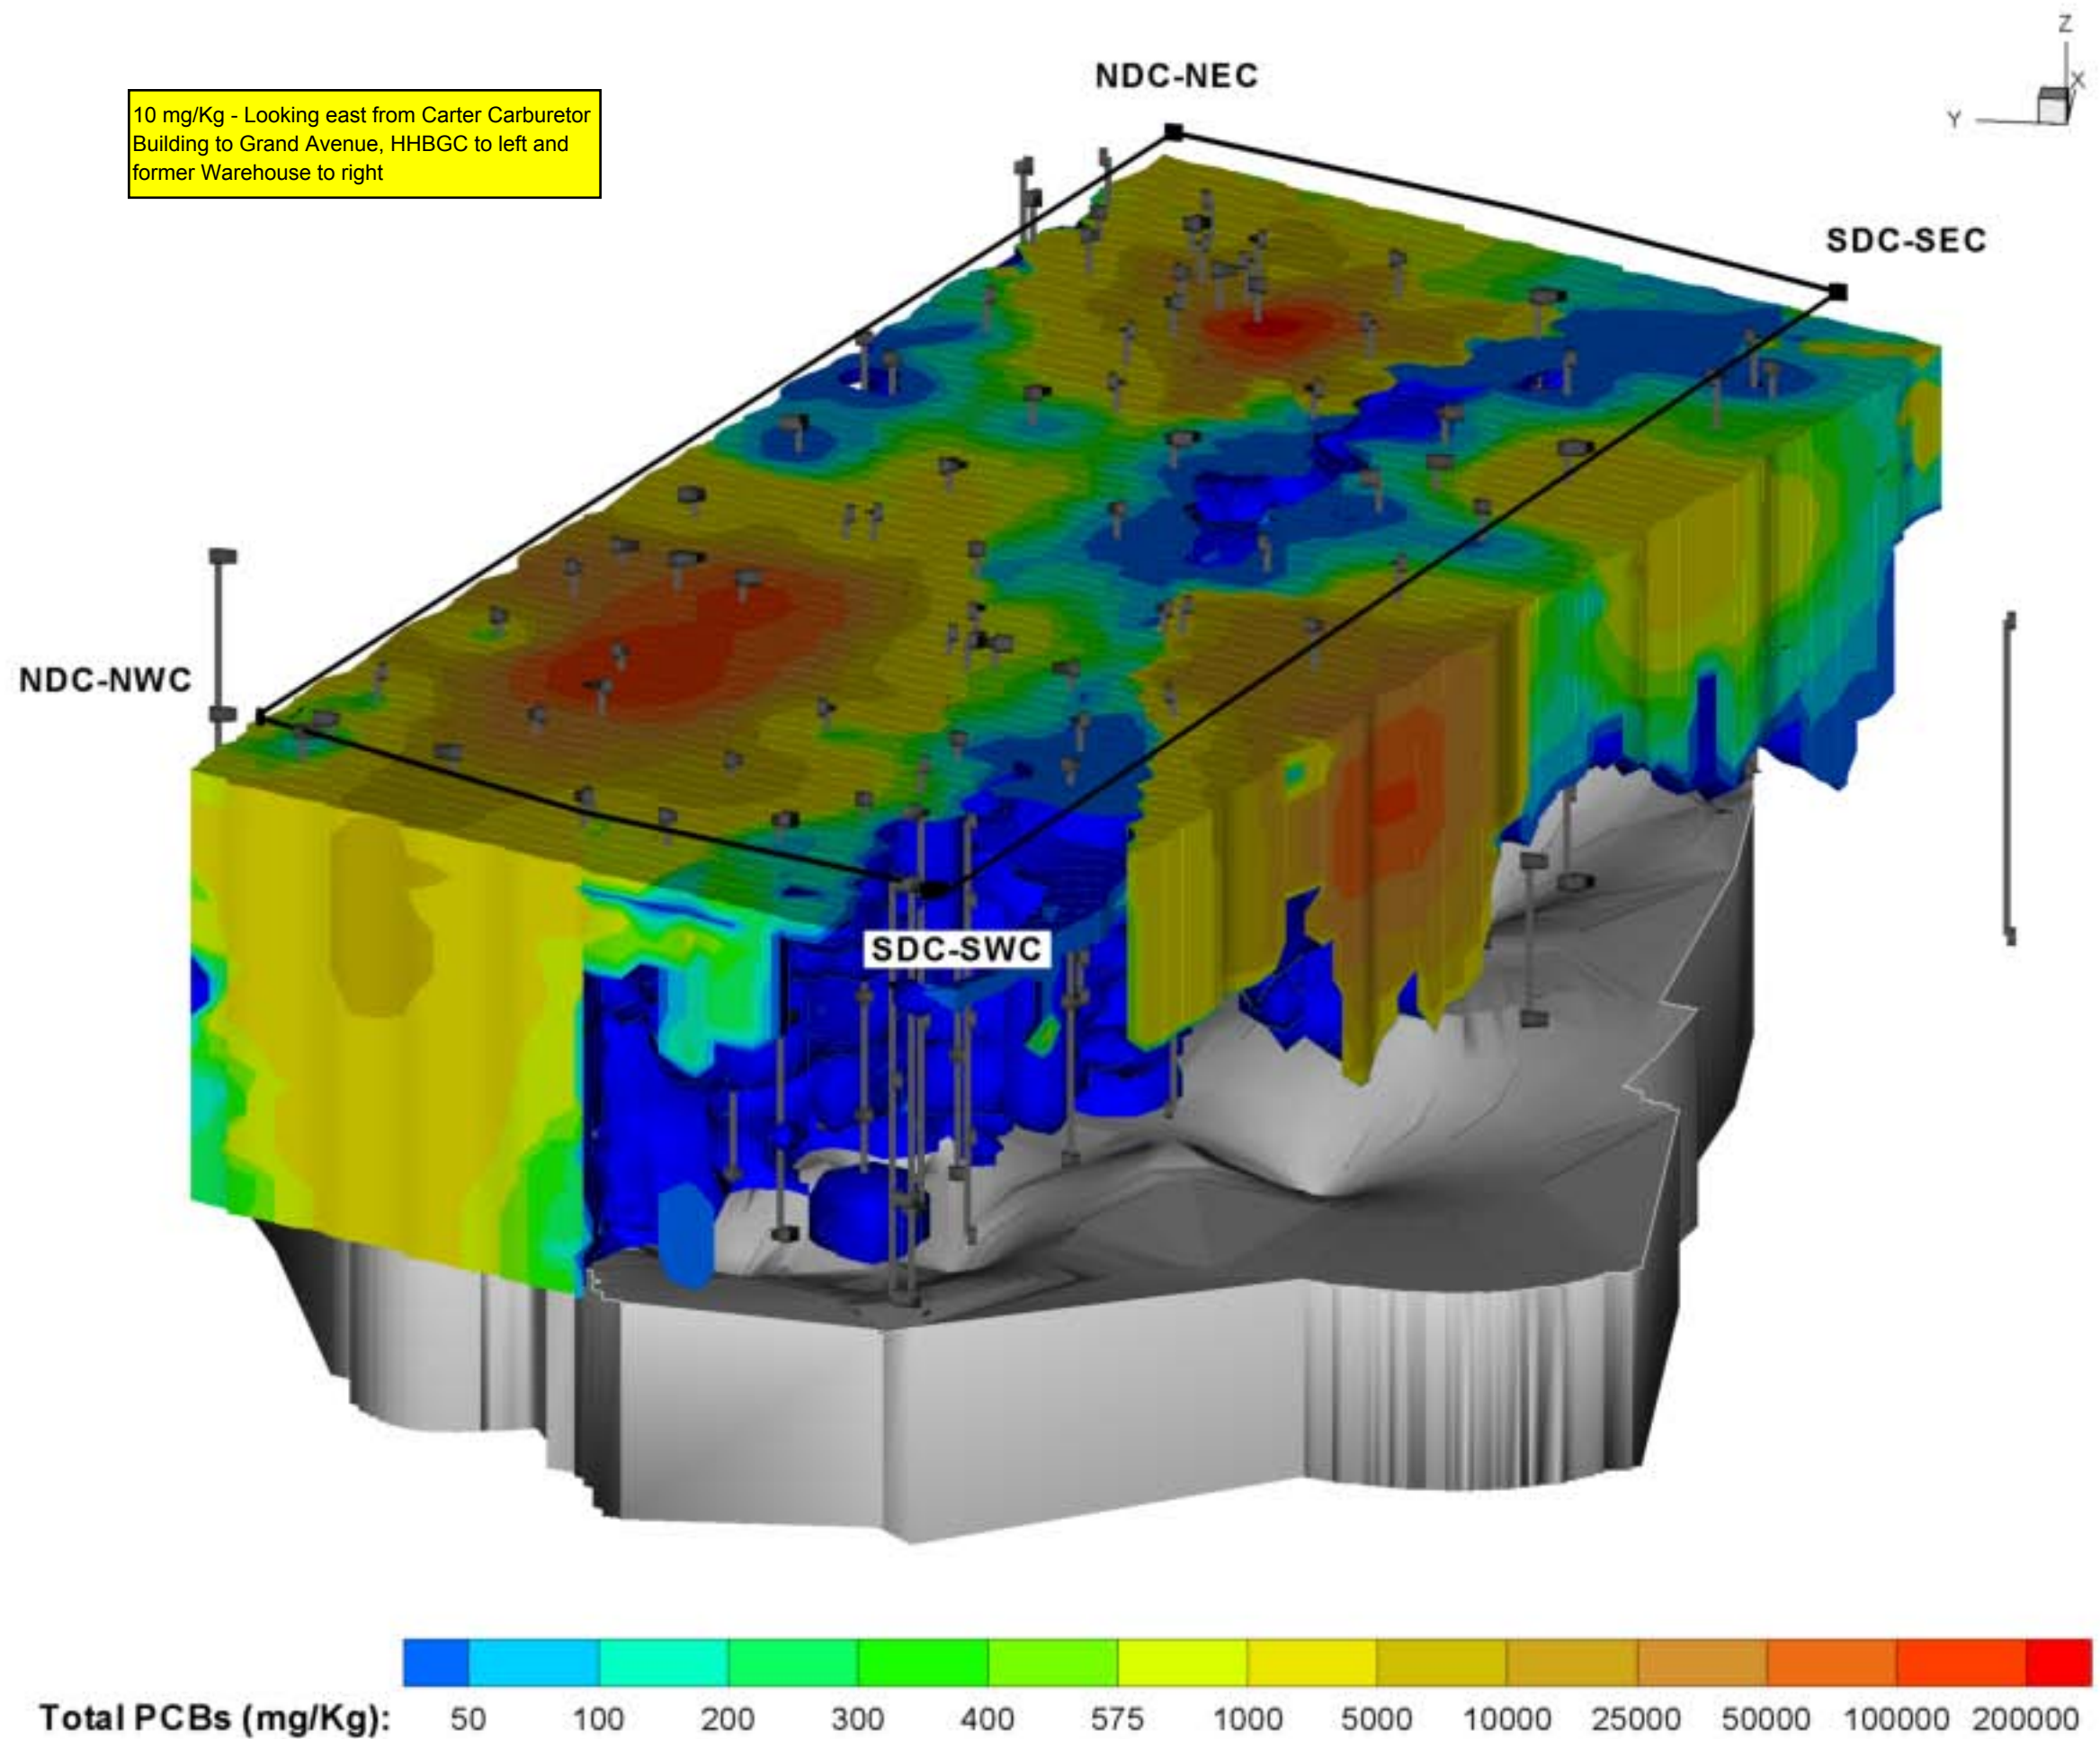 Z
X
Y
NDC-NEC
10 mg/Kg - Looking east from Carter Carburetor
Building to Grand Avenue, HHBGC to left and
former Warehouse to right
SDC-SEC
NDC-NWC
SDC-SWC
Total PCBs (mg/Kg): 50 100 200 300 400 575 1000 5000 10000 25000 50000 100000 200000